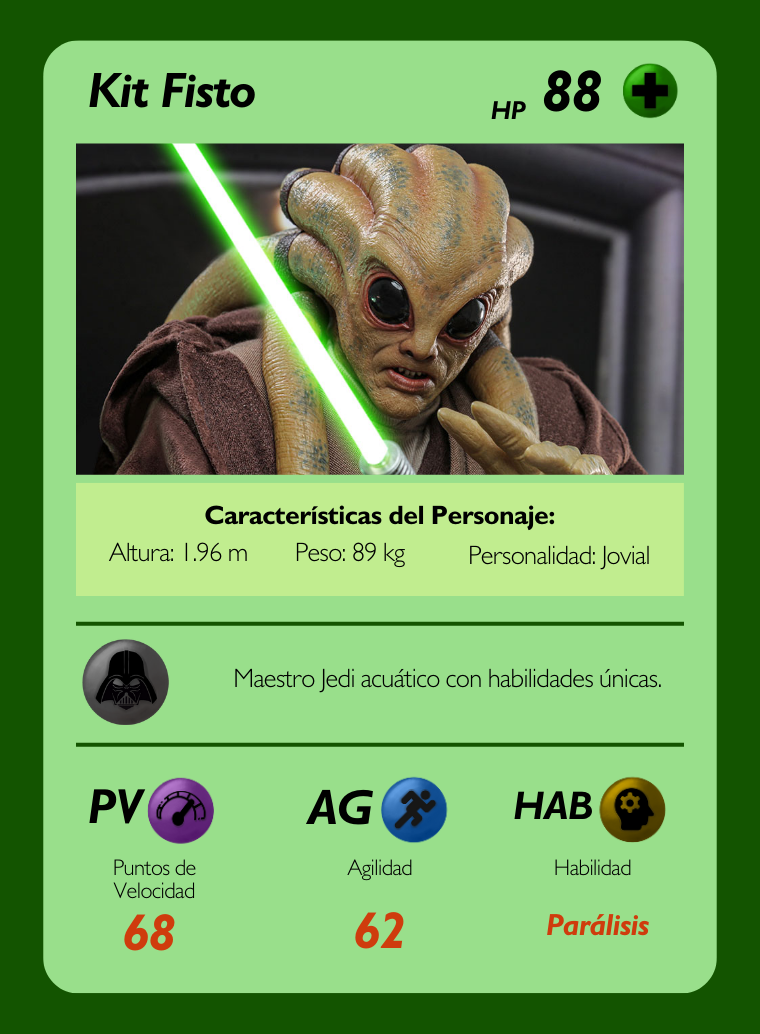 Kit Fisto
HP 88
Características del Personaje:
Altura: 1.96 m Peso: 89 kg Personalidad: Jovial
Maestro Jedi acuático con habilidades únicas.
PV AG HAB
Puntos de Velocidad Agilidad Habilidad
68 62 Parálisis